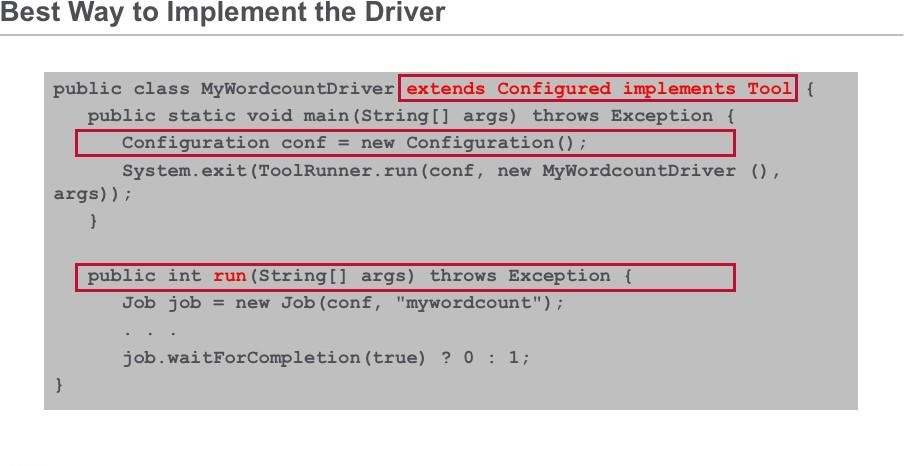 Best Way to Implement the Driver
public class MyWordcountDriver extends Configured implements Tool {
public static void main(String[] args) throws Exception {
Configuration conf = new Configuration();
System.exit(ToolRunner.run(conf, new MyWordcountDriver (),
args));
}
public int run(String[] args) throws Exception {
Job job = new Job(conf, "mywordcount");
. . .
job.waitForCompletion(true) ? 0 : 1;
}